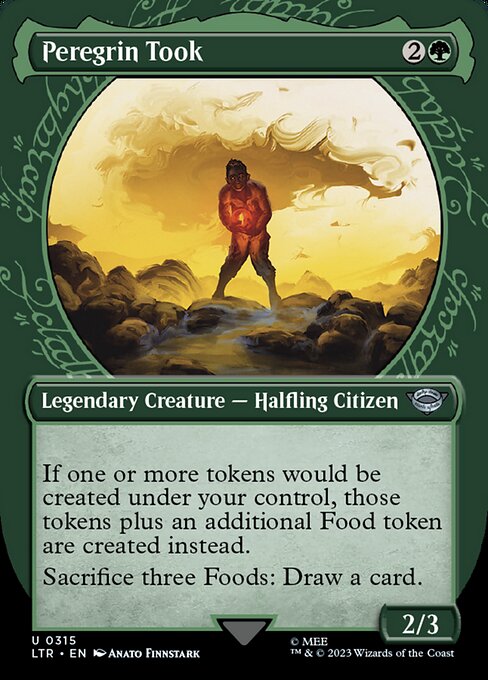 Peregrin Took 2
Legendary Creature — Halfling Citizen
If one or more tokens would be
created under your control, those
tokens plus an additional Food token
are created instead.
Sacrifice three Foods: Draw a card.
2/3
U 0315
LTR • EN Anato Finnstark
© MEE
™ & © 2023 Wizards of the Coast